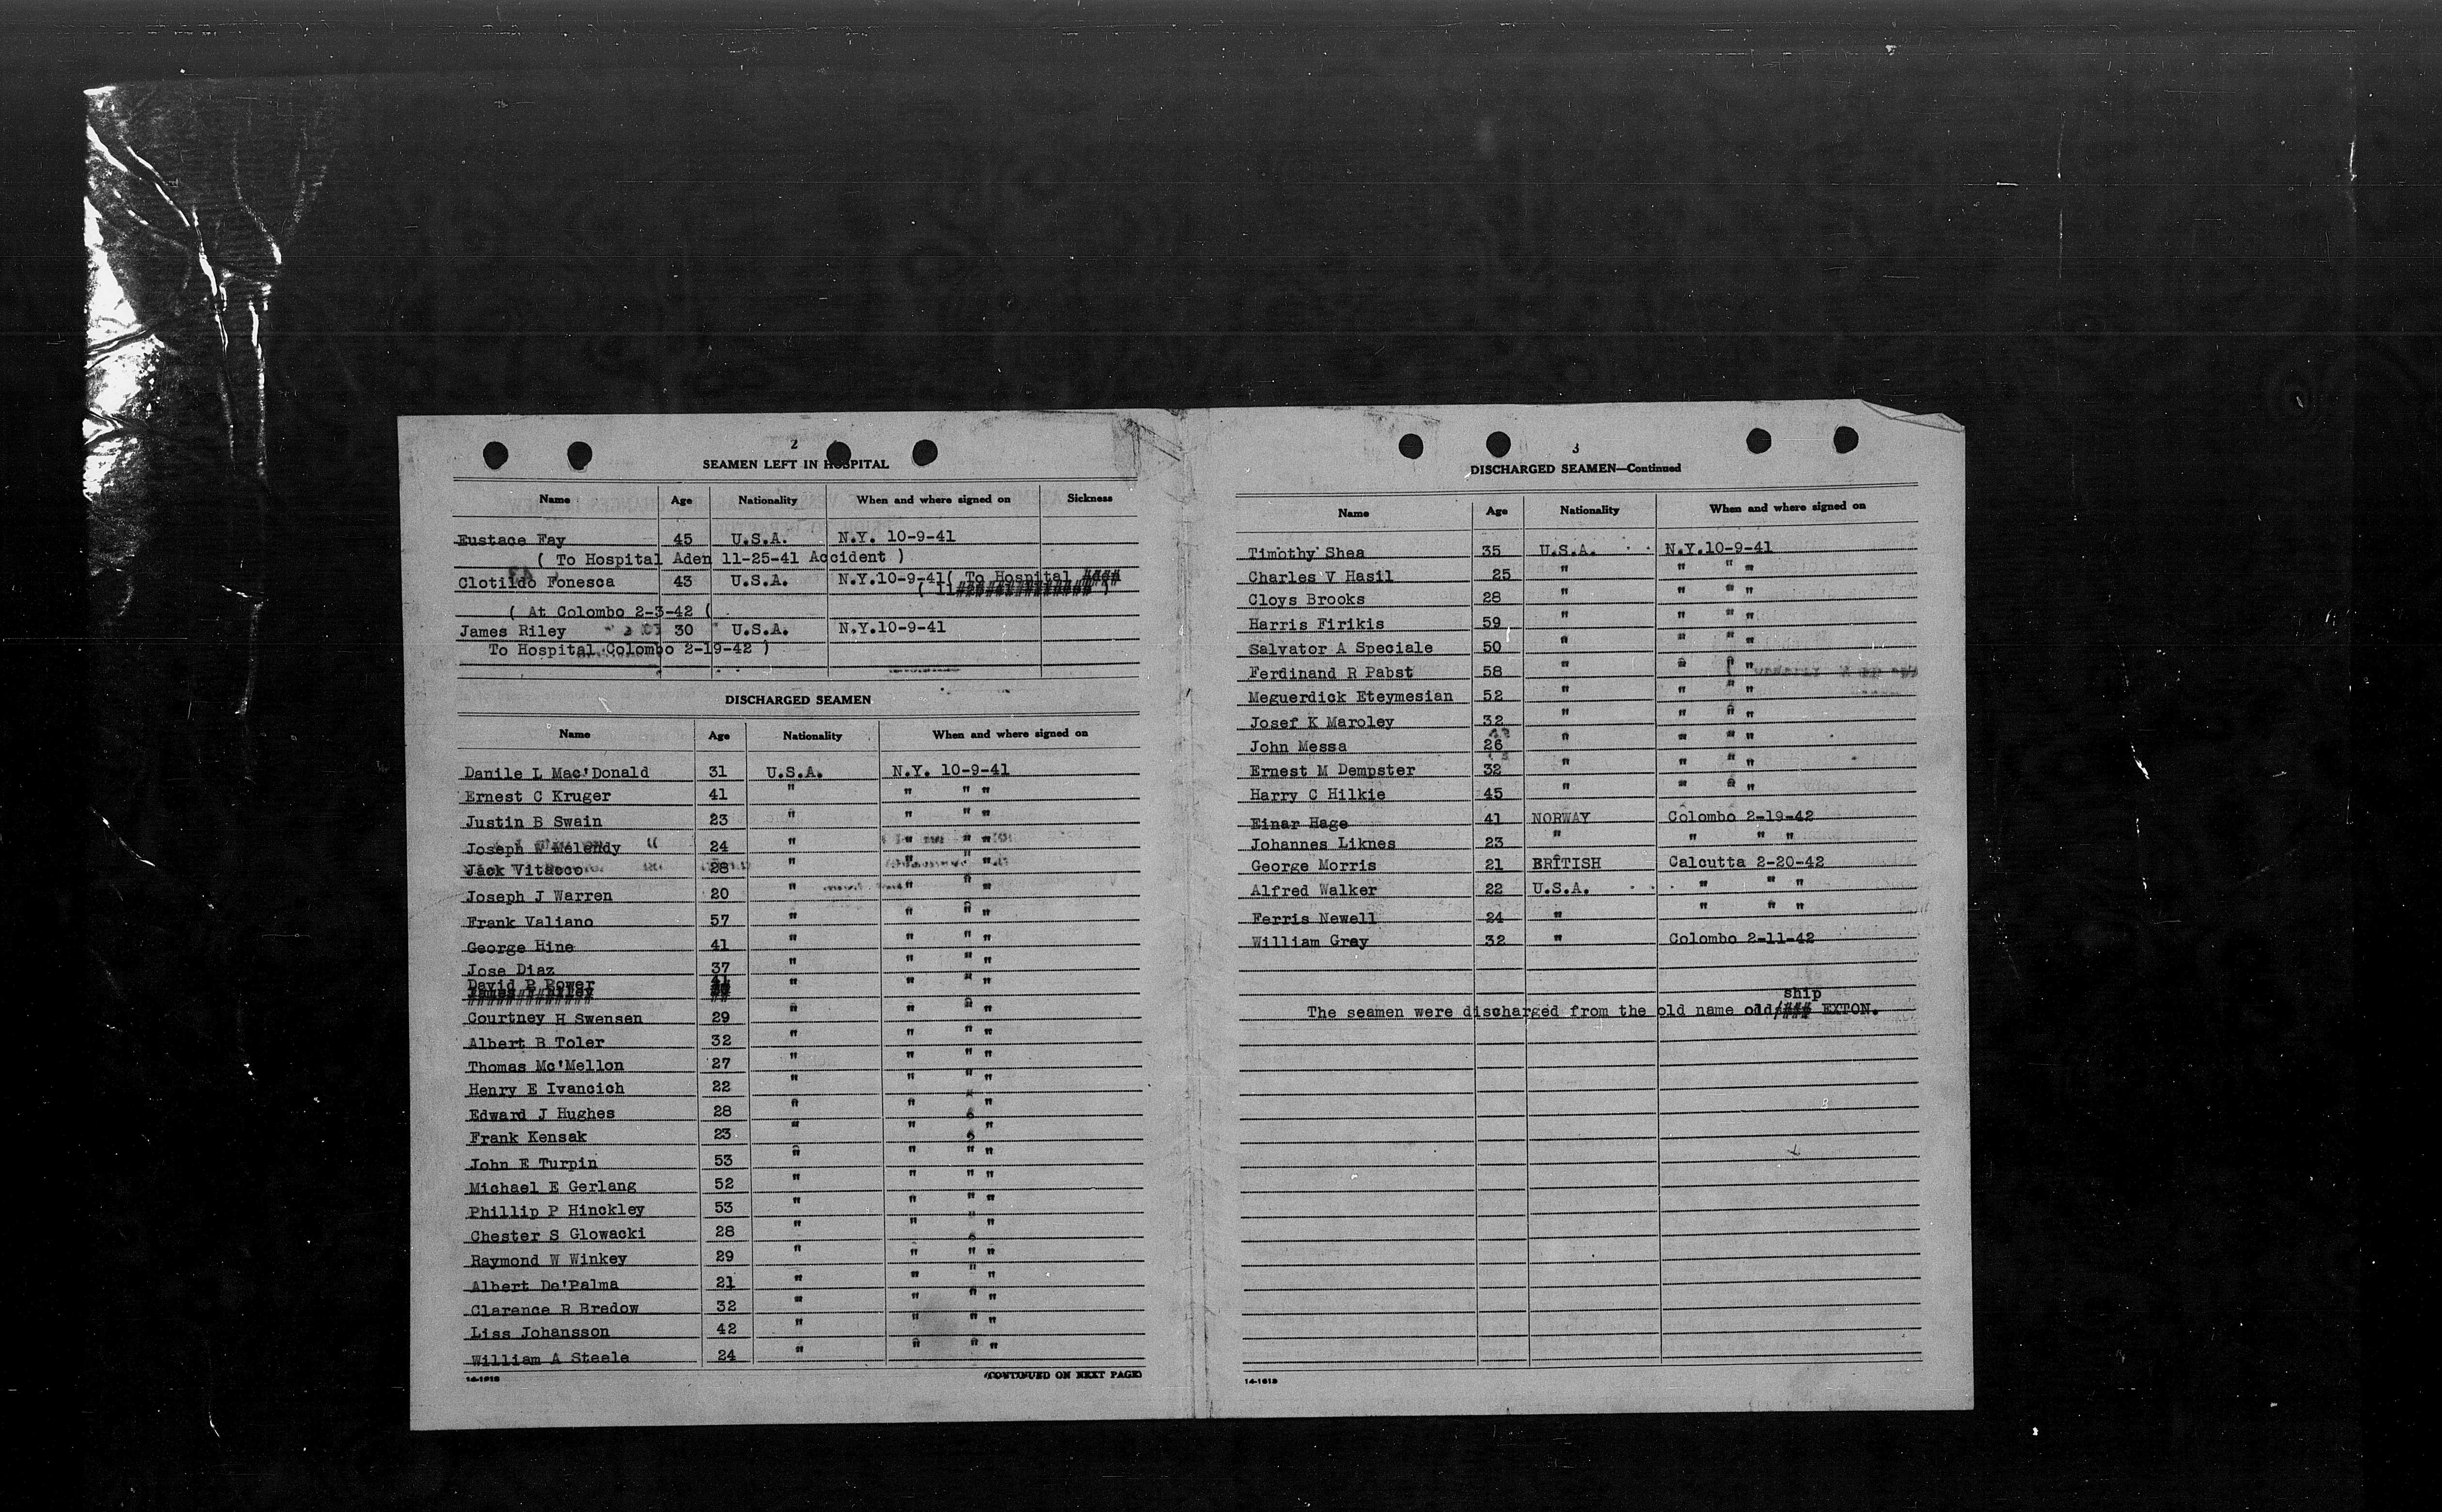 2
SEAMEN LEFT IN HOSPITAL
Name Age Nationality When and where signed on Sickness
Eustace Fay 45 U.S.A. N.Y. 10-9-41
( To Hospital Aden 11-25-41 Accident )
Clotildo Fonesca 43 U.S.A. N.Y.10-9-41( To Hospital
( At Colombo 2-3-42 (
James Riley 30 U.S.A. N.Y.10-9-41
To Hospital Colombo 2-19-42 )
DISCHARGED SEAMEN
Name Age Nationality When and where signed on
Danile L Mac'Donald 31 U.S.A. N.Y. 10-9-41
Ernest C Kruger 41 " " " "
Justin B Swain 23 " " " "
Joseph W Melendy 24 " " " "
Jack Vitacco 28 " " " "
Joseph J Warren 20 " " " "
Frank Valiano 57 " " " "
George Hine 41 " " " "
Jose Diaz 37 " " " "
David P Power 41 " " " "
Courtney H Swensen 29 " " " "
Albert B Toler 32 " " " "
Thomas Mc'Mellon 27 " " " "
Henry E Ivancich 22 " " " "
Edward J Hughes 28 " " " "
Frank Kensak 23 " " " "
John E Turpin 53 " " " "
Michael E Gerlang 52 " " " "
Phillip P Hinckley 53 " " " "
Chester S Glowacki 28 " " " "
Raymond W Winkey 29 " " " "
Albert De'Palma 21 " " " "
Clarence R Bredow 32 " " " "
Liss Johansson 42 " " " "
William A Steele 24 " " " "
14-1613 (CONTINUED ON NEXT PAGE)
3
DISCHARGED SEAMEN—Continued
Name Age Nationality When and where signed on
Timothy Shea 35 U.S.A. N.Y.10-9-41
Charles V Hasil 25 " " " "
Cloys Brooks 28 " " " "
Harris Firikis 59 " " " "
Salvator A Speciale 50 " " " "
Ferdinand R Pabst 58 " " " "
Meguerdick Eteymesian 52 " " " "
Josef K Maroley 32 " " " "
John Messa 26 " " " "
Ernest M Dempster 32 " " " "
Harry C Hilkie 45 " " " "
Einar Hage 41 NORWAY Colombo 2-19-42
Johannes Liknes 23 " " " "
George Morris 21 BRITISH Calcutta 2-20-42
Alfred Walker 22 U.S.A. " " "
Ferris Newell 24 " " " "
William Grey 32 " Colombo 2-11-42
ship
The seamen were discharged from the old name old/### EXTON.
14-1613